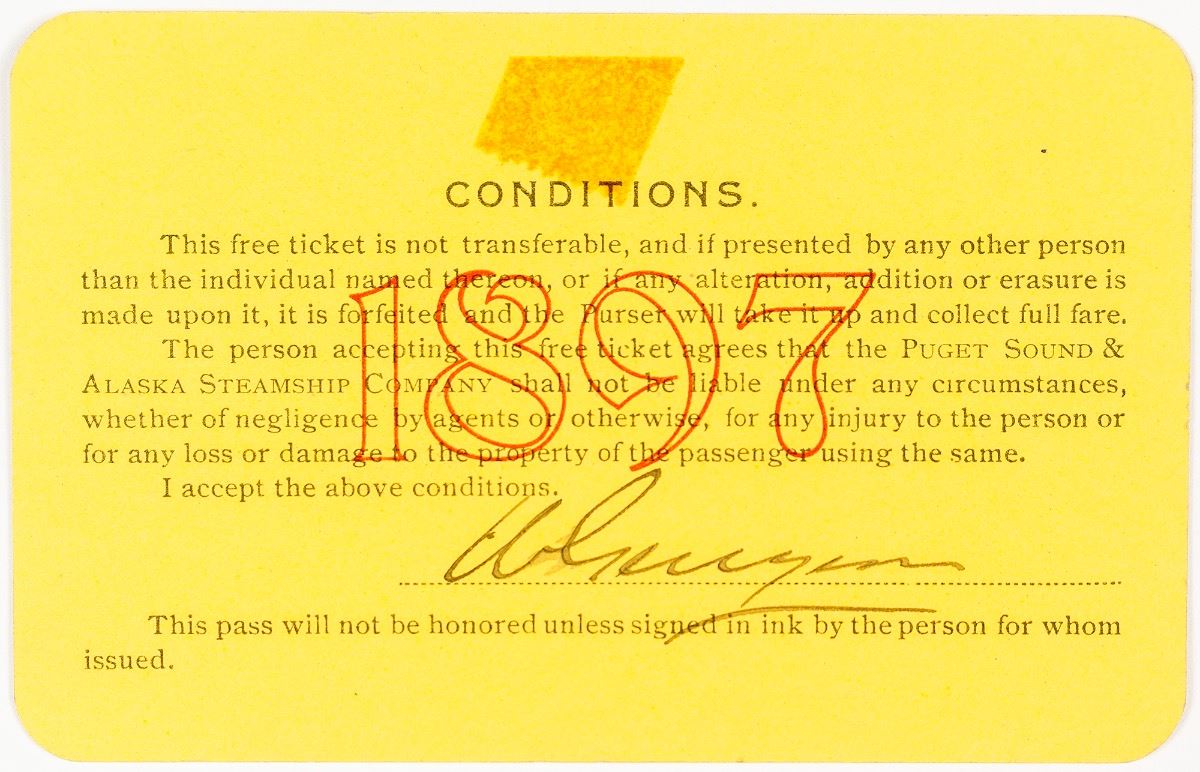 CONDITIONS.
This free ticket is not transferable, and if presented by any other person
than the individual named thereon, or if any alteration, addition or erasure is
made upon it, it is forfeited and the Purser will take it up and collect full fare.
The person accepting this free ticket agrees that the PUGET SOUND &
ALASKA STEAMSHIP COMPANY shall not be liable under any circumstances,
whether of negligence by agents or otherwise, for any injury to the person or
for any loss or damage to the property of the passenger using the same.
1897
I accept the above conditions.
This pass will not be honored unless signed in ink by the person for whom
issued.